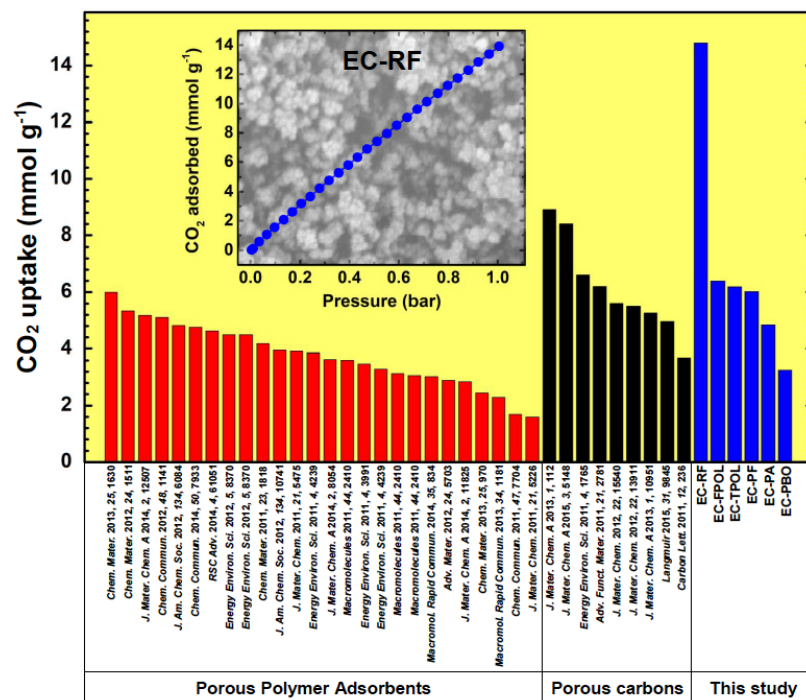 CO₂ uptake (mmol g⁻¹)
14
12
10
8
6
4
2
0
EC-RF
CO₂ adsorbed (mmol g⁻¹)
14
12
10
8
6
4
2
0
0.0
0.2
0.4
0.6
0.8
1.0
Pressure (bar)
Chem. Mater. 2013, 25, 1630
Chem. Mater. 2012, 24, 1511
J. Mater. Chem. A 2014, 2, 12507
Chem. Commun. 2012, 48, 1141
J. Am. Chem. Soc. 2012, 134, 6084
Chem. Commun. 2014, 50, 7933
RSC Adv. 2014, 4, 61051
Energy Environ. Sci. 2012, 5, 8370
Energy Environ. Sci. 2012, 5, 8370
Chem. Mater. 2011, 23, 1818
J. Am. Chem. Soc. 2012, 134, 10741
J. Mater. Chem. 2011, 21, 5475
Energy Environ. Sci. 2011, 4, 4239
J. Mater. Chem. A 2014, 2, 8054
Macromolecules 2011, 44, 2410
Energy Environ. Sci. 2011, 4, 3991
Energy Environ. Sci. 2011, 4, 4239
Macromolecules 2011, 44, 2410
Macromolecules 2011, 44, 2410
Macromol. Rapid Commun. 2014, 35, 834
Adv. Mater. 2012, 24, 5703
J. Mater. Chem. A 2014, 2, 11825
Chem. Mater. 2013, 25, 970
Macromol. Rapid Commun. 2013, 34, 1181
Chem. Commun. 2011, 47, 7704
J. Mater. Chem. 2011, 21, 5226
J. Mater. Chem. A 2013, 1, 112
J. Mater. Chem. A 2015, 3, 5148
Energy Environ. Sci. 2011, 4, 1765
Adv. Funct. Mater. 2011, 21, 2781
J. Mater. Chem. 2012, 22, 15540
J. Mater. Chem. 2012, 22, 13911
J. Mater. Chem. A 2013, 1, 10951
Langmuir 2015, 31, 9845
Carbon Lett. 2011, 12, 236
EC-RF
EC-FPOL
EC-TPOL
EC-PF
EC-PA
EC-PBO
Porous Polymer Adsorbents
Porous carbons
This study